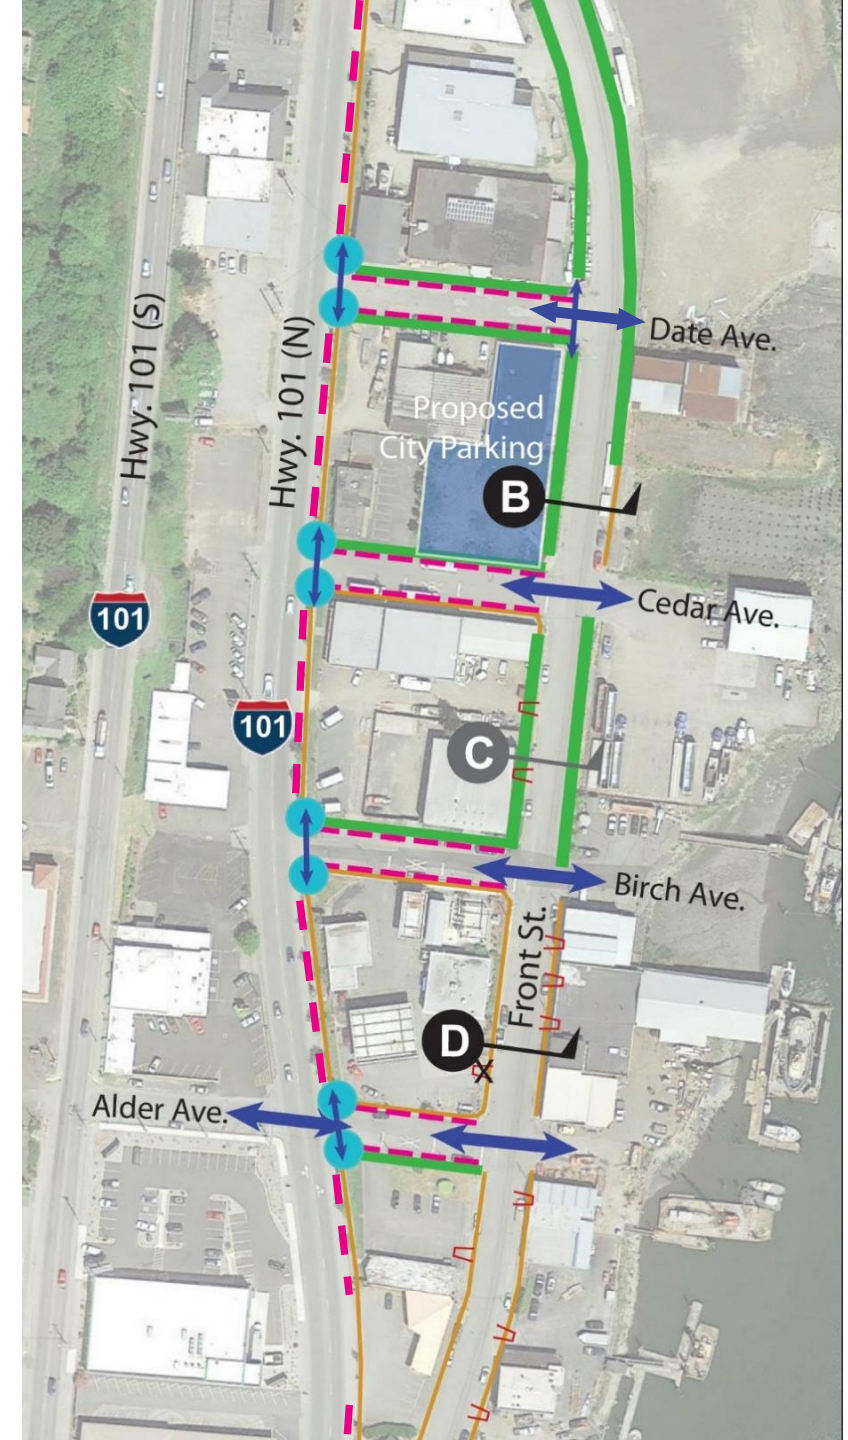 Hwy. 101 (S)
Hwy. 101 (N)
Date Ave.
Proposed
City Parking
B
Cedar Ave.
101
101
C
Birch Ave.
Front St.
D
X
Alder Ave.